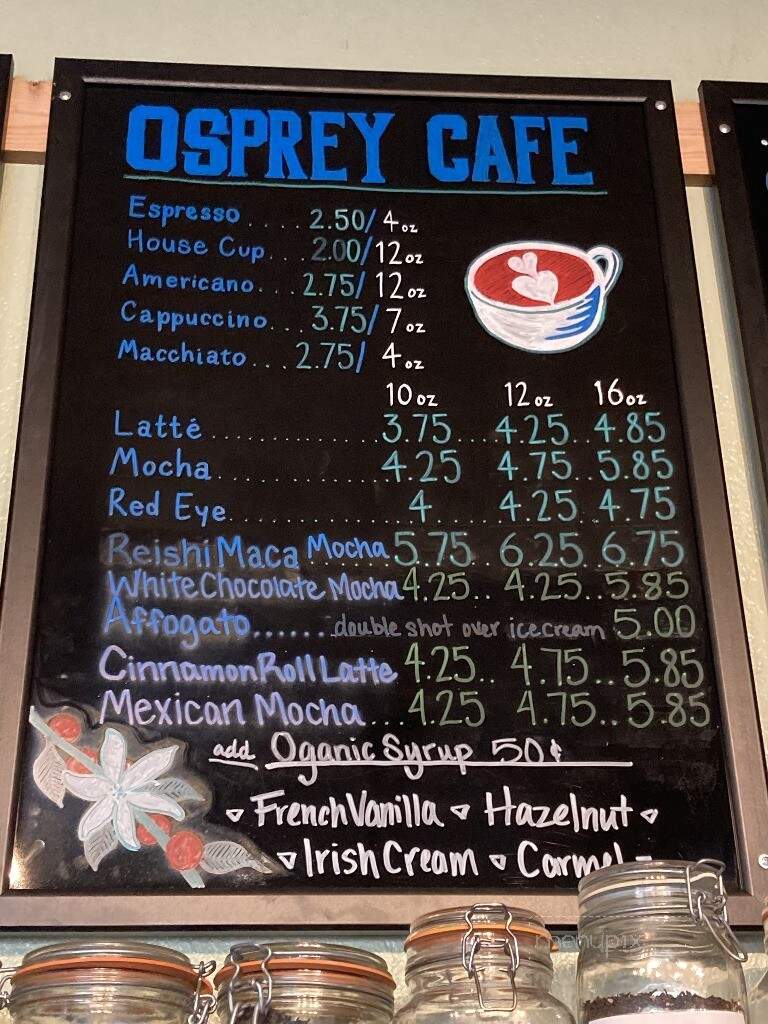 OSPREY CAFE
Espresso....2.50/4oz
House Cup...2.00/12oz
Americano...2.75/12oz
Cappuccino...3.75/7oz
Macchiato...2.75/4oz
10oz 12oz 16oz
Latté...............3.75...4.25..4.85
Mocha..............4.25...4.75..5.85
Red Eye..............4....4.25..4.75
Reishi Maca Mocha 5.75..6.25..6.75
White Chocolate Mocha 4.25..4.25..5.85
Affogato......double shot over icecream 5.00
Cinnamon Roll Latte 4.25..4.75..5.85
Mexican Mocha...4.25 4.75..5.85
add Oganic Syrup 50¢
French Vanilla Hazelnut
Irish Cream Carmel
menupix